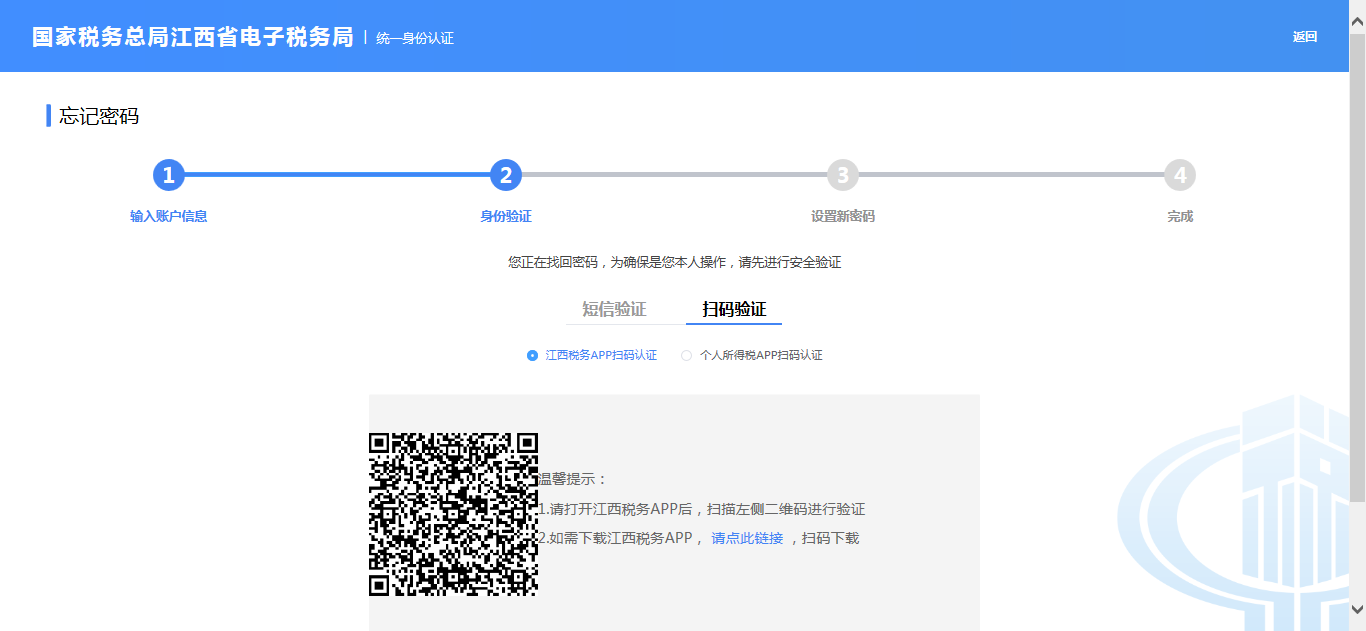 国家税务总局江西省电子税务局 | 统一身份认证 返回
忘记密码
1 2 3 4
输入账户信息 身份验证 设置新密码 完成
您正在找回密码，为确保是您本人操作，请先进行安全验证
短信验证 扫码验证
江西税务APP扫码认证 个人所得税APP扫码认证
温馨提示：
1.请打开江西税务APP后，扫描左侧二维码进行验证
2.如需下载江西税务APP， 请点此链接 ，扫码下载